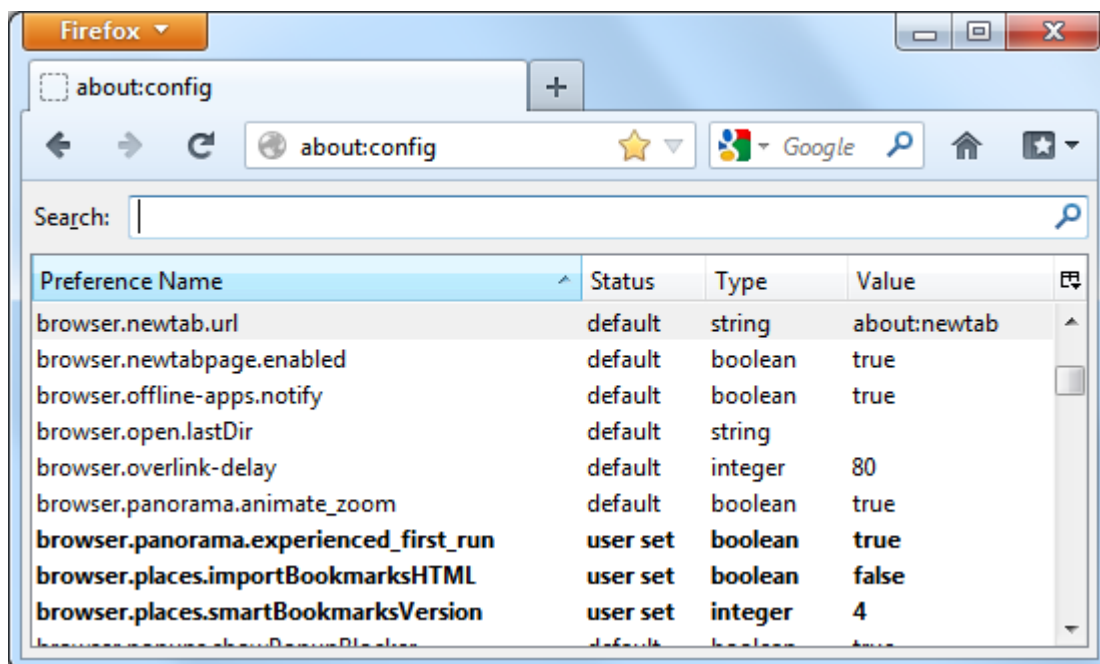 Firefox
about:config
about:config Google
Search:
Preference Name Status Type Value
browser.newtab.url default string about:newtab
browser.newtabpage.enabled default boolean true
browser.offline-apps.notify default boolean true
browser.open.lastDir default string
browser.overlink-delay default integer 80
browser.panorama.animate_zoom default boolean true
browser.panorama.experienced_first_run user set boolean true
browser.places.importBookmarksHTML user set boolean false
browser.places.smartBookmarksVersion user set integer 4
default boolean true